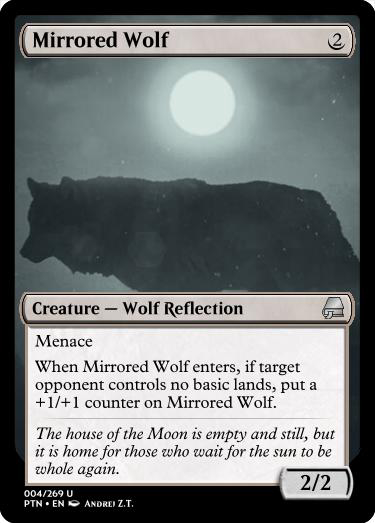 Mirrored Wolf 2
Creature — Wolf Reflection
Menace
When Mirrored Wolf enters, if target
opponent controls no basic lands, put a
+1/+1 counter on Mirrored Wolf.
The house of the Moon is empty and still, but
it is home for those who wait for the sun to be
whole again.
2/2
004/269 U
PTN • EN Andrei Z.T.